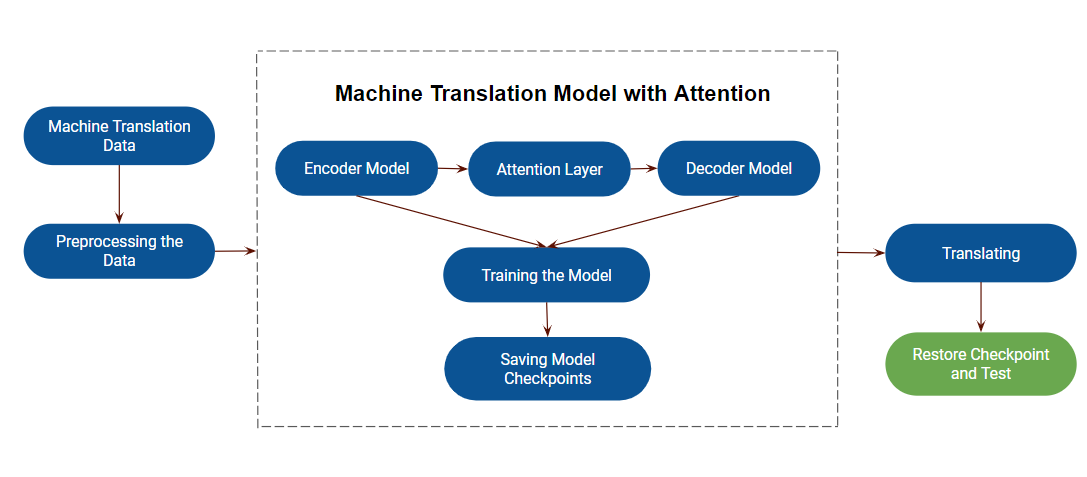 Machine Translation Model with Attention
Machine Translation
Data
Preprocessing the
Data
Encoder Model
Attention Layer
Decoder Model
Training the Model
Saving Model
Checkpoints
Translating
Restore Checkpoint
and Test